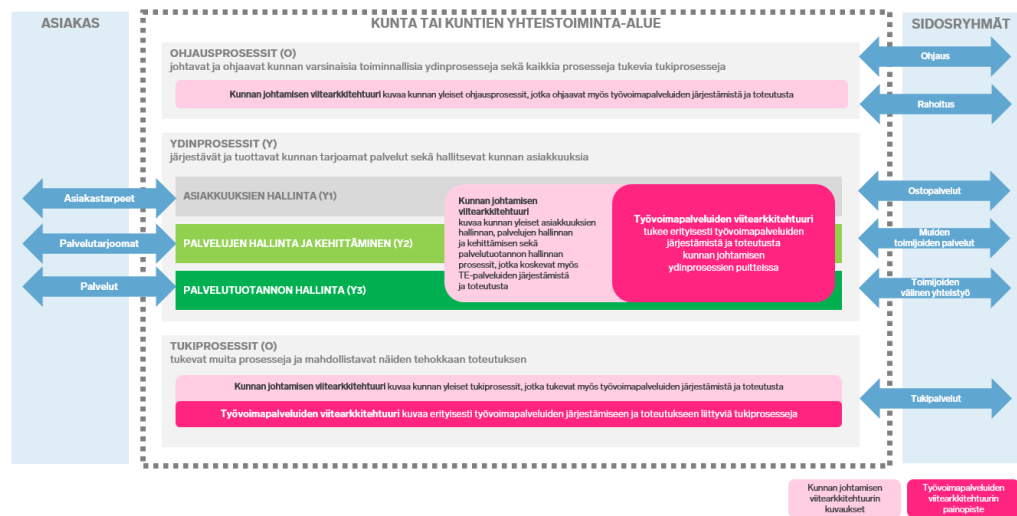 ASIAKAS
KUNTA TAI KUNTIEN YHTEISTOIMINTA-ALUE
SIDOSRYHMÄT
OHJAUSPROSESSIT (O)
johtavat ja ohjaavat kunnan varsinaisia toiminnallisia ydinprosesseja sekä kaikkia prosesseja tukevia tukiprosesseja
Kunnan johtamisen viitearkkitehtuuri kuvaa kunnan yleiset ohjausprosessit, jotka ohjaavat myös työvoimapalveluiden järjestämistä ja toteutusta
Ohjaus
Rahoitus
YDINPROSESSIT (Y)
järjestävät ja tuottavat kunnan tarjoamat palvelut sekä hallitsevat kunnan asiakkuuksia
Asiakastarpeet
Palvelutarjoomat
Palvelut
ASIAKKUUKSIEN HALLINTA (Y1)
PALVELUJEN HALLINTA JA KEHITTÄMINEN (Y2)
PALVELUTUOTANNON HALLINTA (Y3)
Kunnan johtamisen
viitearkkitehtuuri
kuvaa kunnan yleiset asiakkuuksien
hallinnan, palvelujen hallinnan
ja kehittämisen sekä
palvelutuotannon hallinnan
prosessit, jotka koskevat myös
TE-palveluiden järjestämistä
ja toteutusta
Työvoimapalveluiden viitearkkitehtuuri
tukee erityisesti työvoimapalveluiden
järjestämistä ja toteutusta
kunnan johtamisen
ydinprosessien puitteissa
Ostopalvelut
Muiden
toimijoiden palvelut
Toimijoiden
välinen yhteistyö
TUKIPROSESSIT (O)
tukevat muita prosesseja ja mahdollistavat näiden tehokkaan toteutuksen
Kunnan johtamisen viitearkkitehtuuri kuvaa kunnan yleiset tukiprosessit, jotka tukevat myös työvoimapalveluiden järjestämistä ja toteutusta
Työvoimapalveluiden viitearkkitehtuuri kuvaa erityisesti työvoimapalveluiden järjestämiseen ja toteutukseen liittyviä tukiprosesseja
Tukipalvelut
Kunnan johtamisen
viitearkkitehtuurin
kuvaukset
Työvoimapalveluiden
viitearkkitehtuurin
painopiste